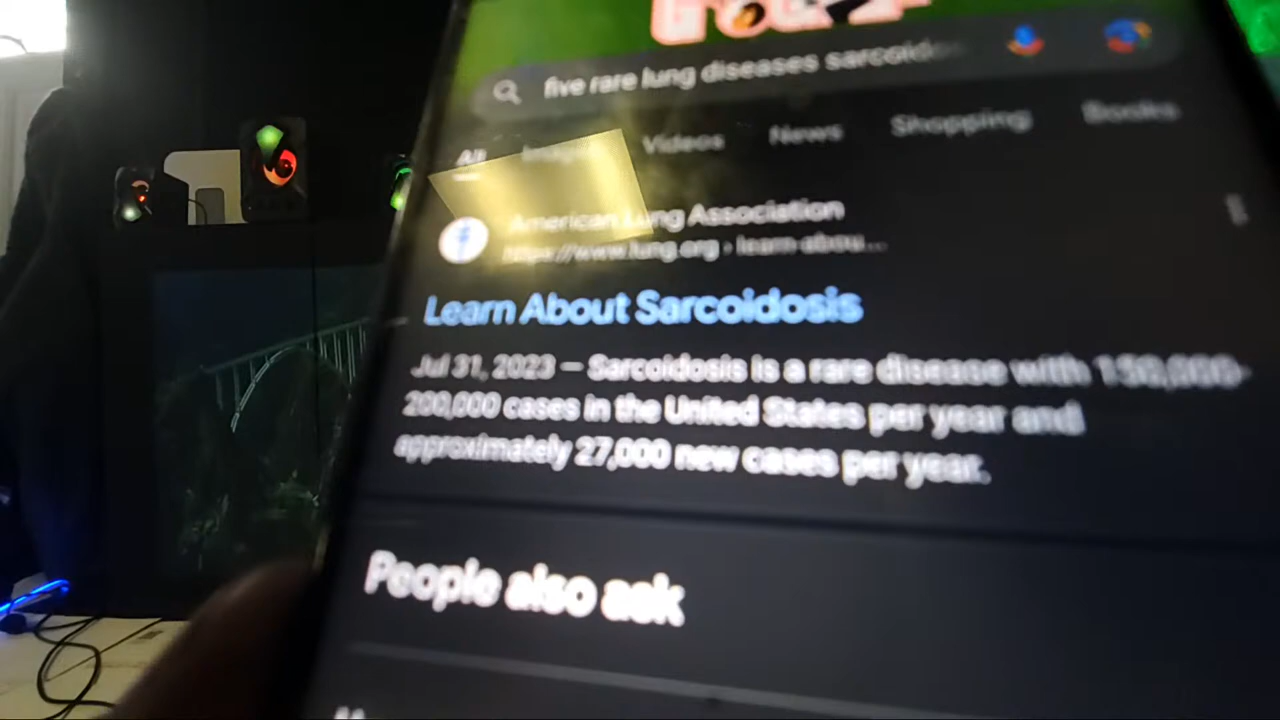 five rare lung diseases sarcoid
All
Videos
News
Shopping
Books
American Lung Association
https://www.lung.org › learn-abou...
Learn About Sarcoidosis
Jul 31, 2023 — Sarcoidosis is a rare disease with 150,000-
200,000 cases in the United States per year and
approximately 27,000 new cases per year.
People also ask